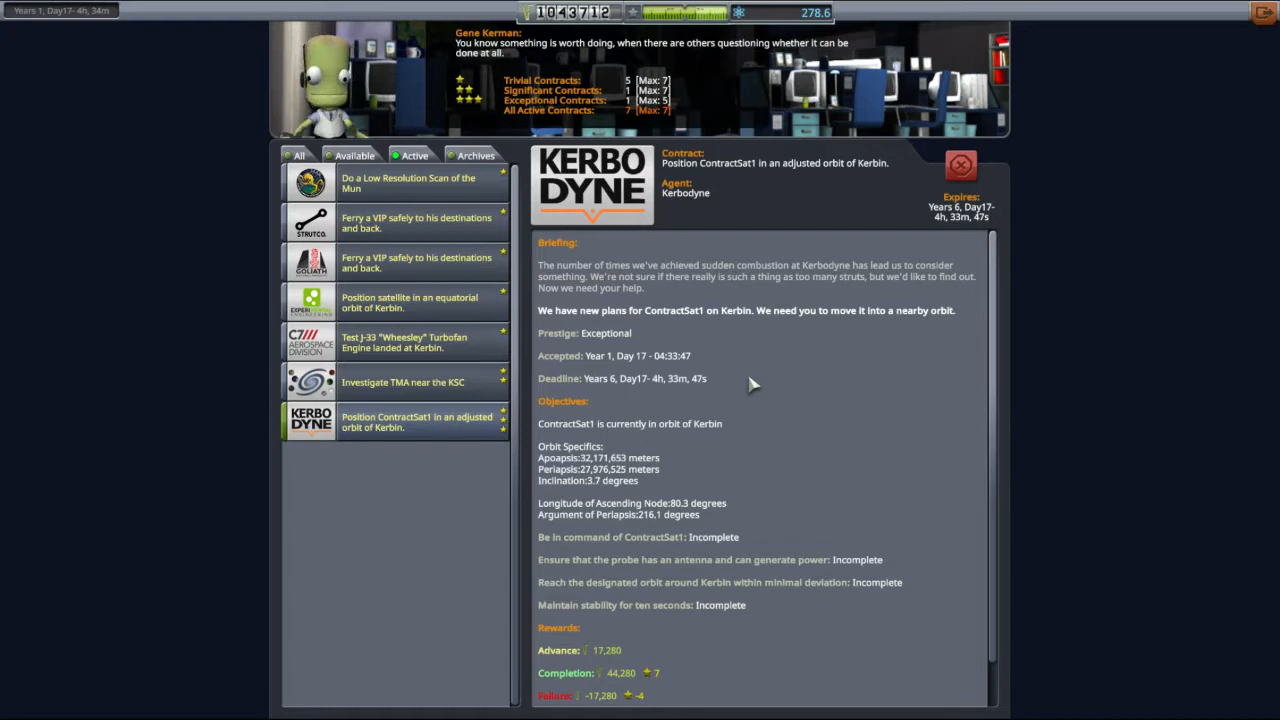 Years 1, Day17- 4h, 34m
1043712
278.6
Gene Kerman:
You know something is worth doing, when there are others questioning whether it can be
done at all.
Trivial Contracts: 5 [Max: 7]
Significant Contracts: 1 [Max: 7]
Exceptional Contracts: 1 [Max: 5]
All Active Contracts: 7 [Max: 7]
All Available Active Archives
Do a Low Resolution Scan of the
Mun
STRUTCO.
Ferry a VIP safely to his destinations
and back.
GOLIATH
Ferry a VIP safely to his destinations
and back.
Position satellite in an equatorial
orbit of Kerbin.
C7///
AEROSPACE
DIVISION
Test J-33 "Wheesley" Turbofan
Engine landed at Kerbin.
Investigate TMA near the KSC
KERBO
DYNE
Position ContractSat1 in an adjusted
orbit of Kerbin.
KERBO
DYNE
Contract:
Position ContractSat1 in an adjusted orbit of Kerbin.
Agent:
Kerbodyne
Expires:
Years 6, Day17-
4h, 33m, 47s
Briefing:
The number of times we've achieved sudden combustion at Kerbodyne has lead us to consider
something. We're not sure if there really is such a thing as too many struts, but we'd like to find out.
Now we need your help.
We have new plans for ContractSat1 on Kerbin. We need you to move it into a nearby orbit.
Prestige: Exceptional
Accepted: Year 1, Day 17 - 04:33:47
Deadline: Years 6, Day17- 4h, 33m, 47s
Objectives:
ContractSat1 is currently in orbit of Kerbin
Orbit Specifics:
Apoapsis:32,171,653 meters
Periapsis:27,976,525 meters
Inclination:3.7 degrees
Longitude of Ascending Node:80.3 degrees
Argument of Periapsis:216.1 degrees
Be in command of ContractSat1: Incomplete
Ensure that the probe has an antenna and can generate power: Incomplete
Reach the designated orbit around Kerbin within minimal deviation: Incomplete
Maintain stability for ten seconds: Incomplete
Rewards:
Advance: 17,280
Completion: 44,280 7
Failure: -17,280 -4